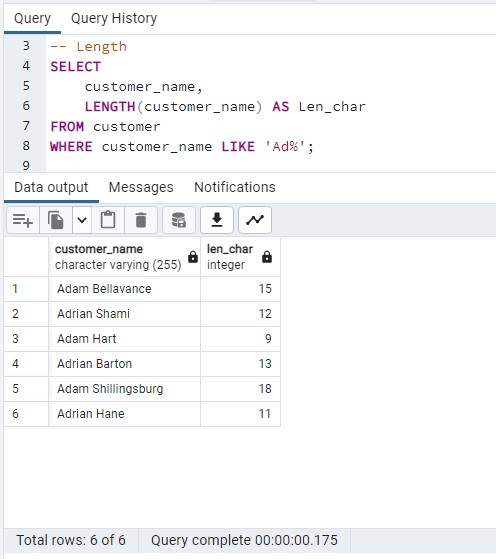 Query Query History
3 -- Length
4 SELECT
5 customer_name,
6 LENGTH(customer_name) AS Len_char
7 FROM customer
8 WHERE customer_name LIKE 'Ad%';
9
Data output Messages Notifications
customer_name len_char
character varying (255) integer
1 Adam Bellavance 15
2 Adrian Shami 12
3 Adam Hart 9
4 Adrian Barton 13
5 Adam Shillingsburg 18
6 Adrian Hane 11
Total rows: 6 of 6 Query complete 00:00:00.175